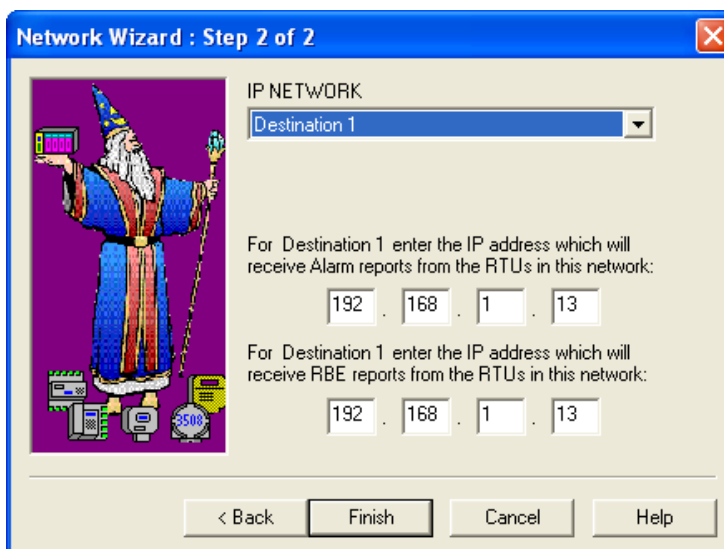 Network Wizard : Step 2 of 2
IP NETWORK
Destination 1
For Destination 1 enter the IP address which will
receive Alarm reports from the RTUs in this network:
192 . 168 . 1 . 13
For Destination 1 enter the IP address which will
receive RBE reports from the RTUs in this network:
192 . 168 . 1 . 13
3508
< Back Finish Cancel Help